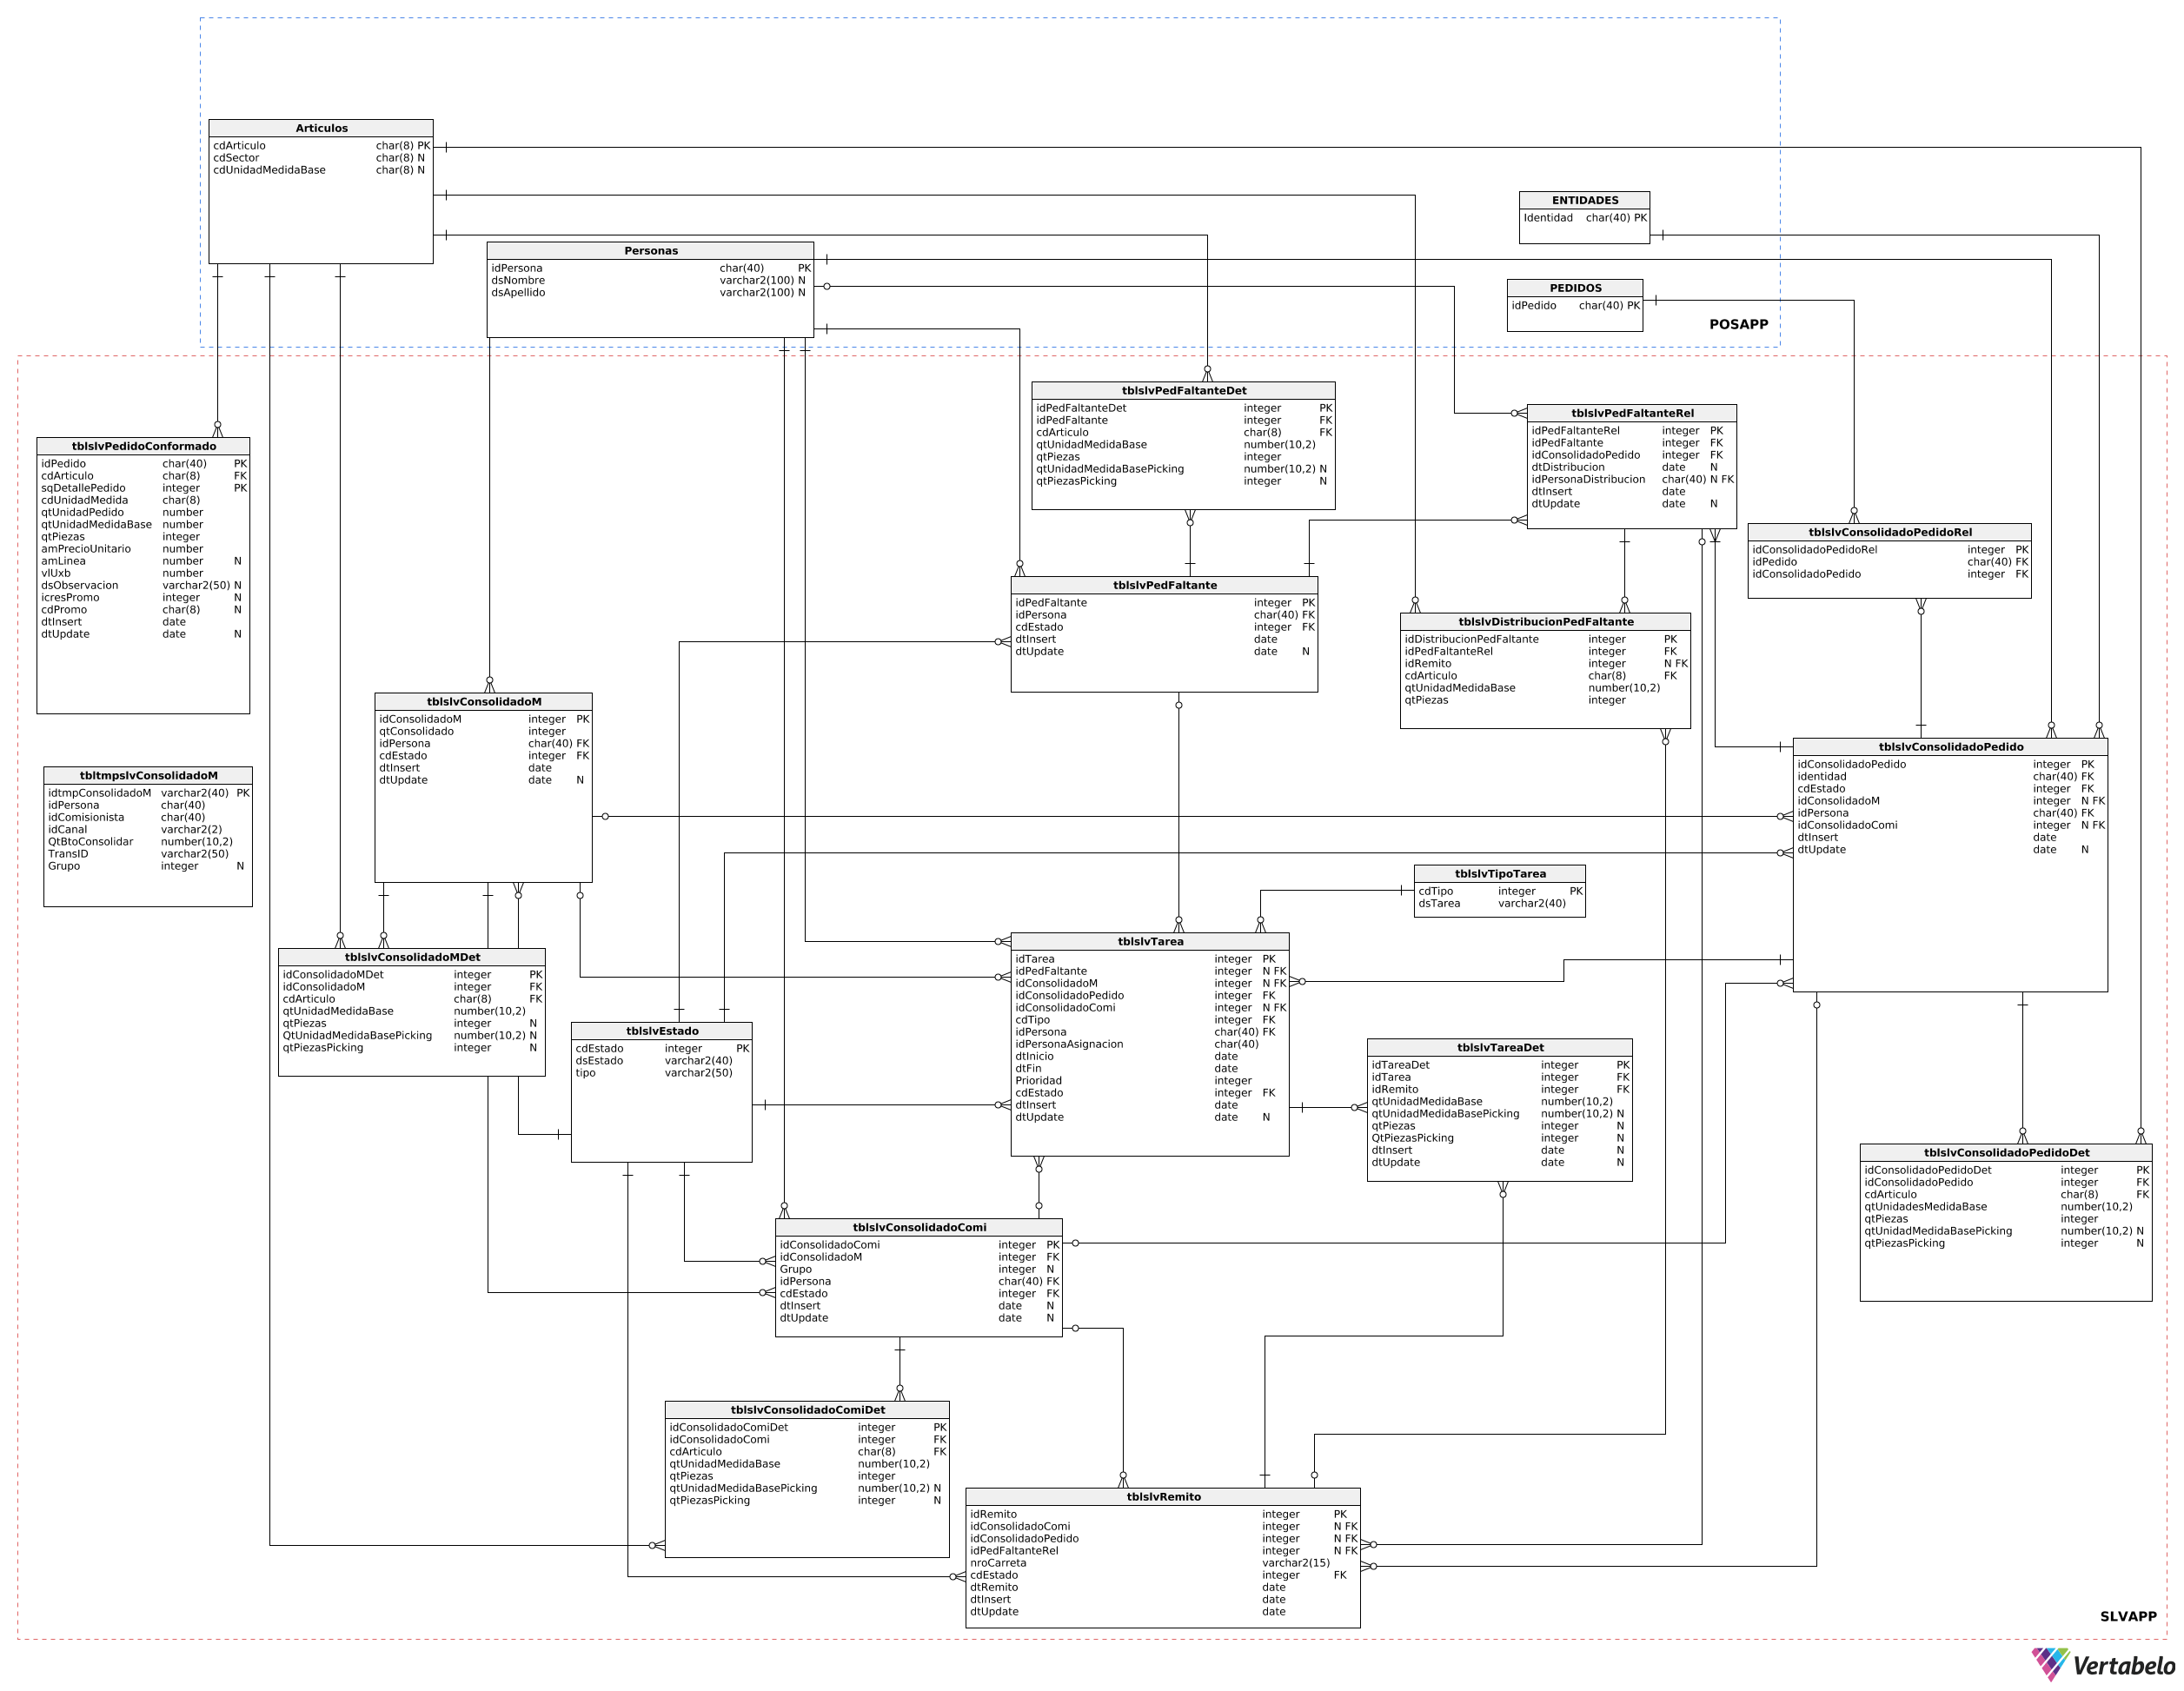 Articulos
cdArticulo char(8) PK
cdSector char(8) N
cdUnidadMedidaBase char(8) N
ENTIDADES
Identidad char(40) PK
Personas
idPersona char(40) PK
dsNombre varchar2(100) N
dsApellido varchar2(100) N
PEDIDOS
idPedido char(40) PK
POSAPP
tblslvPedFaltanteDet
idPedFaltanteDet integer PK
idPedFaltante integer FK
cdArticulo char(8) FK
qtUnidadMedidaBase number(10,2)
qtPiezas integer
qtUnidadMedidaBasePicking number(10,2) N
qtPiezasPicking integer N
tblslvPedFaltanteRel
idPedFaltanteRel integer PK
idPedFaltante integer FK
idConsolidadoPedido integer FK
dtDistribucion date N
idPersonaDistribucion char(40) N FK
dtInsert date
dtUpdate date N
tblslvPedidoConformado
idPedido char(40) PK
cdArticulo char(8) FK
sqDetallePedido integer PK
cdUnidadMedida char(8)
qtUnidadPedido number
qtUnidadMedidaBase number
qtPiezas integer
amPrecioUnitario number
amLinea number N
vlUxb number
dsObservacion varchar2(50) N
icresPromo integer N
cdPromo char(8) N
dtInsert date
dtUpdate date N
tblslvConsolidadoPedidoRel
idConsolidadoPedidoRel integer PK
idPedido char(40) FK
idConsolidadoPedido integer FK
tblslvPedFaltante
idPedFaltante integer PK
idPersona char(40) FK
cdEstado integer FK
dtInsert date
dtUpdate date N
tblslvDistribucionPedFaltante
idDistribucionPedFaltante integer PK
idPedFaltanteRel integer FK
idRemito integer N FK
cdArticulo char(8) FK
qtUnidadMedidaBase number(10,2)
qtPiezas integer
tblslvConsolidadoM
idConsolidadoM integer PK
qtConsolidado integer
idPersona char(40) FK
cdEstado integer FK
dtInsert date
dtUpdate date N
tblslvConsolidadoPedido
idConsolidadoPedido integer PK
identidad char(40) FK
cdEstado integer FK
idConsolidadoM integer N FK
idPersona char(40) FK
idConsolidadoComi integer N FK
dtInsert date
dtUpdate date N
tbltmpslvConsolidadoM
idtmpConsolidadoM varchar2(40) PK
idPersona char(40)
idComisionista char(40)
idCanal varchar2(2)
QtBtoConsolidar number(10,2)
TransID varchar2(50)
Grupo integer N
tblslvTipoTarea
cdTipo integer PK
dsTarea varchar2(40)
tblslvTarea
idTarea integer PK
idPedFaltante integer N FK
idConsolidadoM integer N FK
idConsolidadoPedido integer FK
idConsolidadoComi integer N FK
cdTipo integer FK
idPersona char(40) FK
idPersonaAsignacion char(40)
dtInicio date
dtFin date
Prioridad integer
cdEstado integer FK
dtInsert date
dtUpdate date N
tblslvConsolidadoMDet
idConsolidadoMDet integer PK
idConsolidadoM integer FK
cdArticulo char(8) FK
qtUnidadMedidaBase number(10,2)
qtPiezas integer N
QtUnidadMedidaBasePicking number(10,2) N
qtPiezasPicking integer N
tblslvEstado
cdEstado integer PK
dsEstado varchar2(40)
tipo varchar2(50)
tblslvTareaDet
idTareaDet integer PK
idTarea integer FK
idRemito integer FK
qtUnidadMedidaBase number(10,2)
qtUnidadMedidaBasePicking number(10,2) N
qtPiezas integer N
QtPiezasPicking integer N
dtInsert date N
dtUpdate date N
tblslvConsolidadoPedidoDet
idConsolidadoPedidoDet integer PK
idConsolidadoPedido integer FK
cdArticulo char(8) FK
qtUnidadesMedidaBase number(10,2)
qtPiezas integer
qtUnidadMedidaBasePicking number(10,2) N
qtPiezasPicking integer N
tblslvConsolidadoComi
idConsolidadoComi integer PK
idConsolidadoM integer FK
Grupo integer N
idPersona char(40) FK
cdEstado integer FK
dtInsert date N
dtUpdate date N
tblslvConsolidadoComiDet
idConsolidadoComiDet integer PK
idConsolidadoComi integer FK
cdArticulo char(8) FK
qtUnidadMedidaBase number(10,2)
qtPiezas integer
qtUnidadMedidaBasePicking number(10,2) N
qtPiezasPicking integer N
tblslvRemito
idRemito integer PK
idConsolidadoComi integer N FK
idConsolidadoPedido integer N FK
idPedFaltanteRel integer N FK
nroCarreta varchar2(15)
cdEstado integer FK
dtRemito date
dtInsert date
dtUpdate date
SLVAPP
Vertabelo